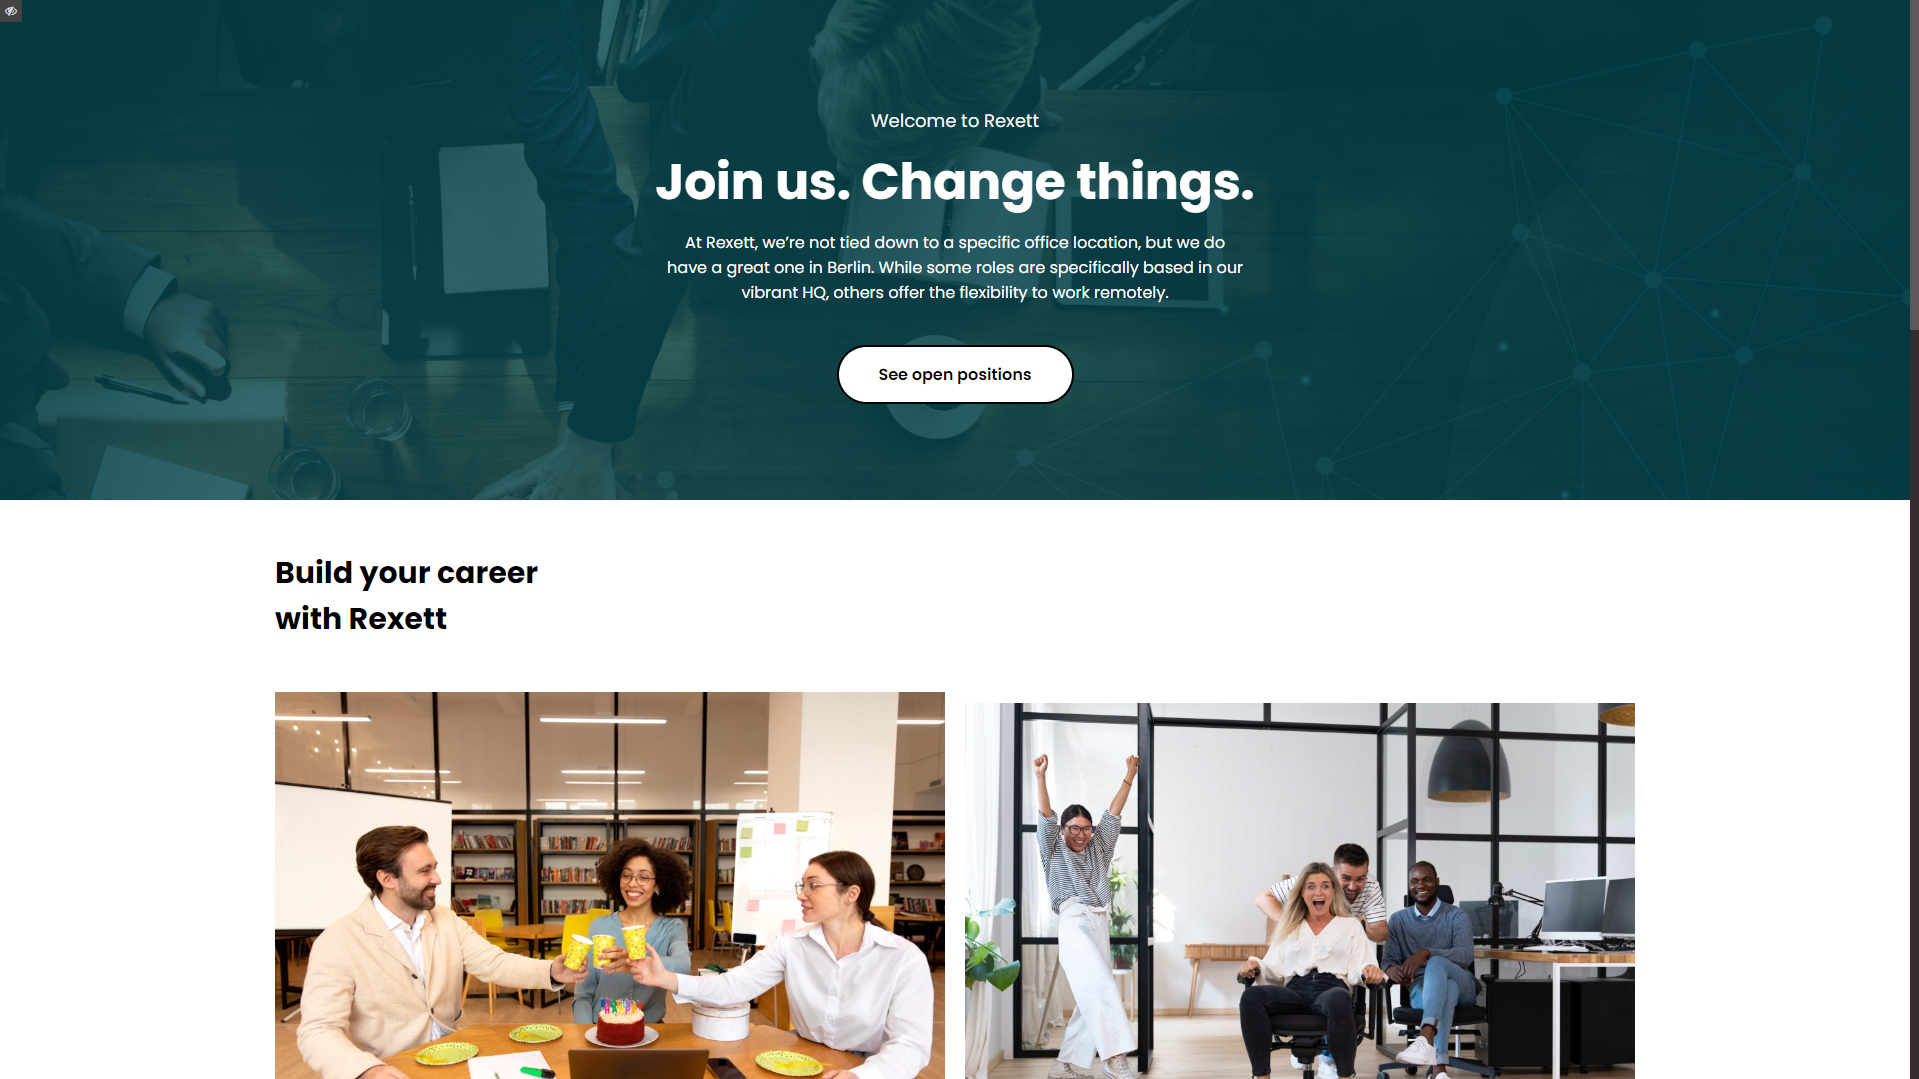 Welcome to Rexett
Join us. Change things.
At Rexett, we’re not tied down to a specific office location, but we do
have a great one in Berlin. While some roles are specifically based in our
vibrant HQ, others offer the flexibility to work remotely.
See open positions
Build your career
with Rexett